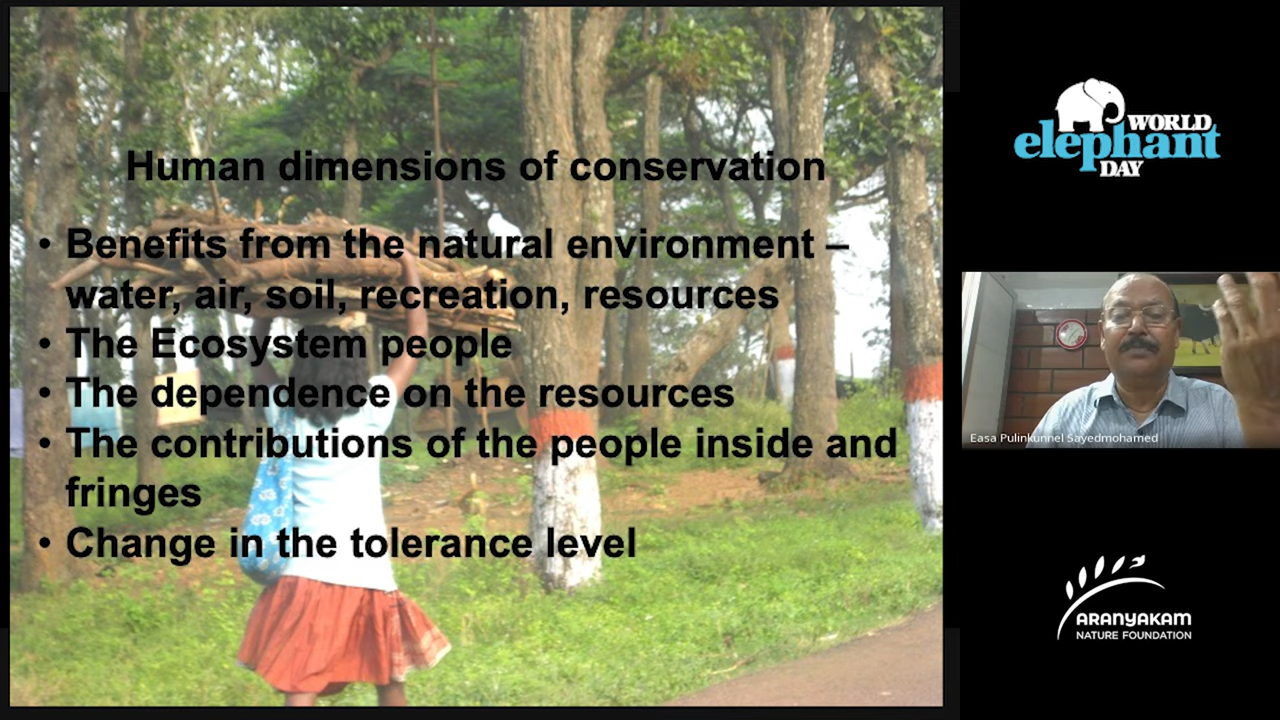 Human dimensions of conservation
• Benefits from the natural environment –
water, air, soil, recreation, resources
• The Ecosystem people
• The dependence on the resources
• The contributions of the people inside and
fringes
• Change in the tolerance level
WORLD
elephant
DAY
Easa Pulinkunnel Sayedmohamed
ARANYAKAM
NATURE FOUNDATION